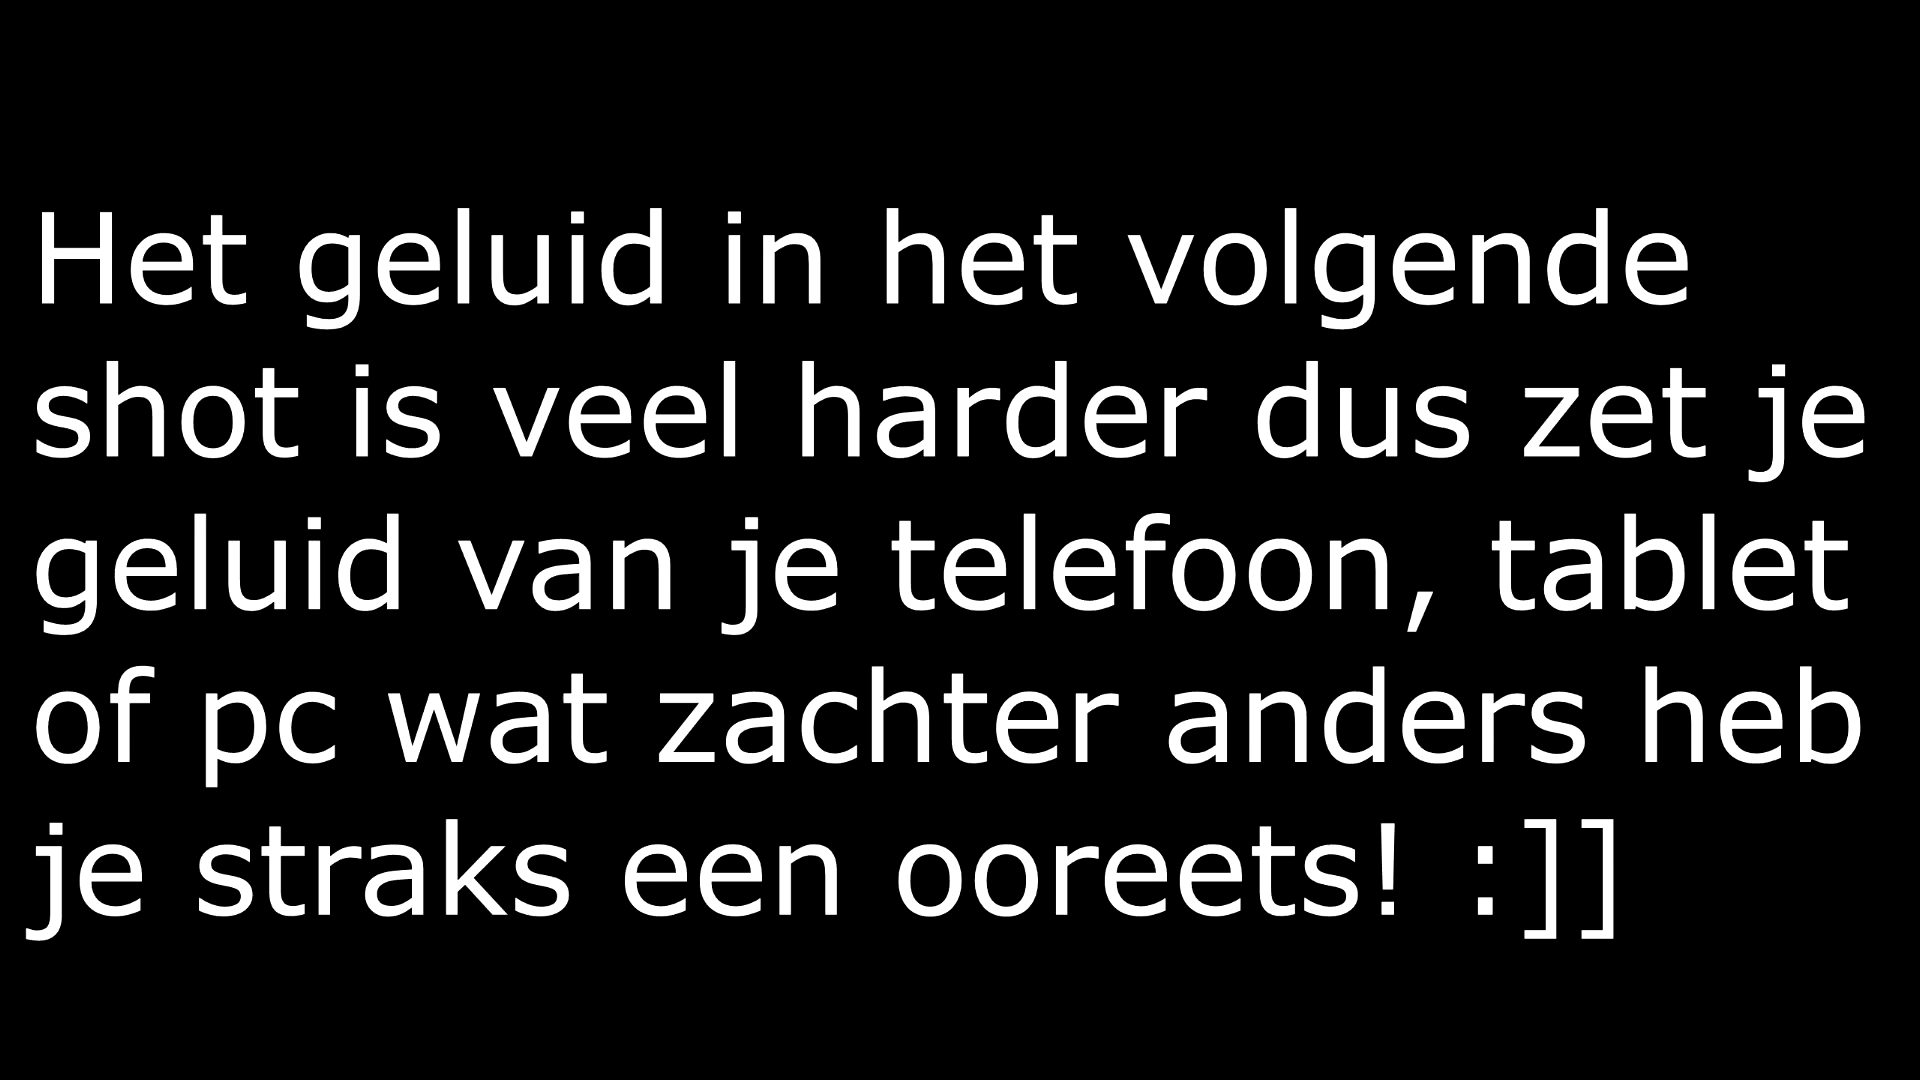 Het geluid in het volgende
shot is veel harder dus zet je
geluid van je telefoon, tablet
of pc wat zachter anders heb
je straks een ooreets! :]]